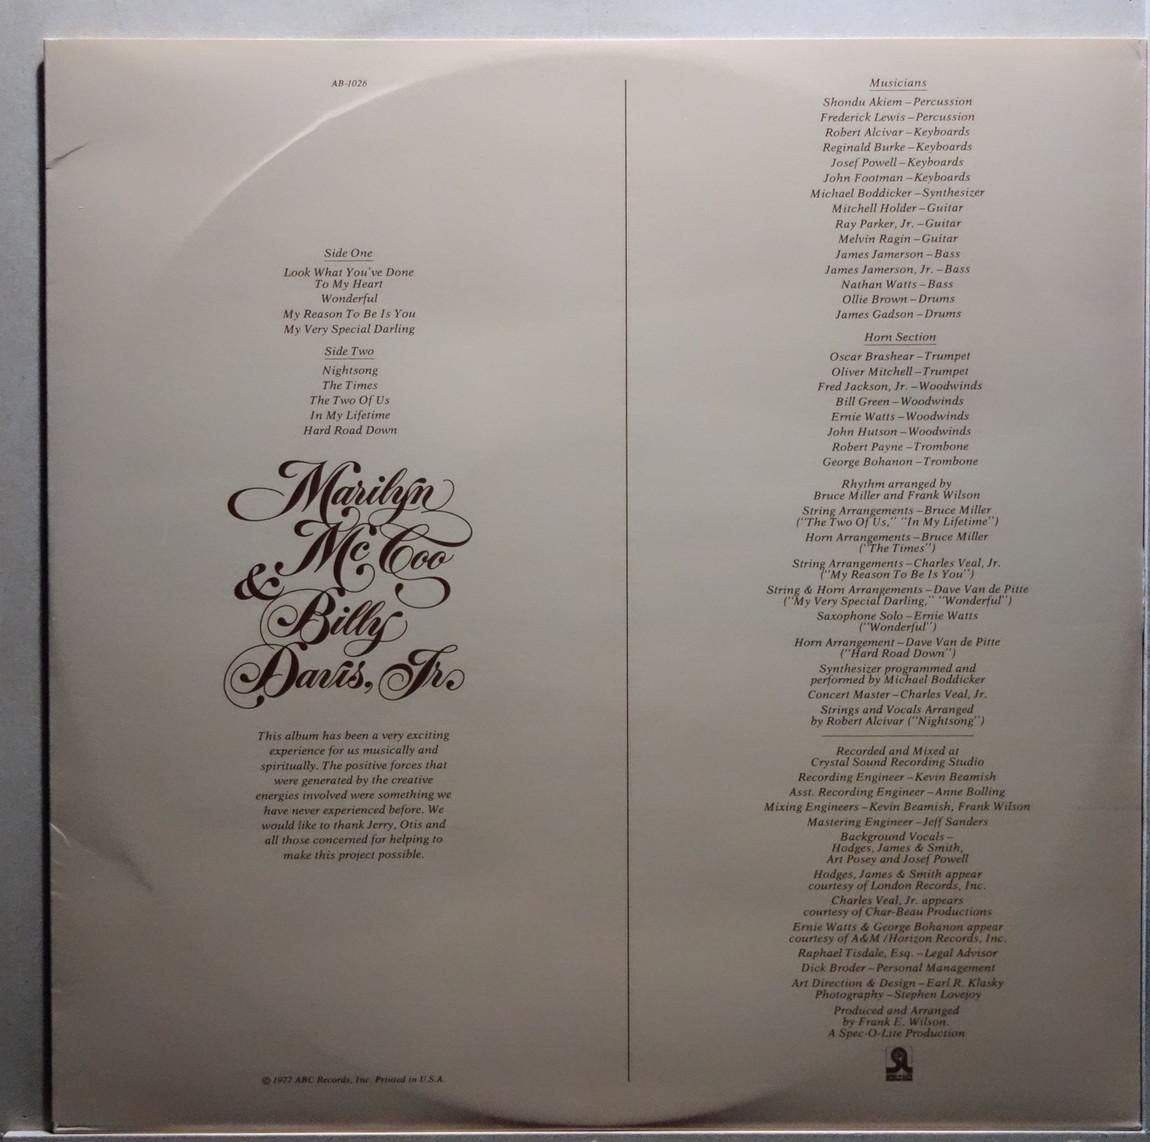 AB-1026
Side One
Look What You've Done
To My Heart
Wonderful
My Reason To Be Is You
My Very Special Darling
Side Two
Nightsong
The Times
The Two Of Us
In My Lifetime
Hard Road Down
Marilyn
McCoo
&
Billy
Davis, Jr.
This album has been a very exciting
experience for us musically and
spiritually. The positive forces that
were generated by the creative
energies involved were something we
have never experienced before. We
would like to thank Jerry, Otis and
all those concerned for helping to
make this project possible.
© 1977 ABC Records, Inc. Printed in U.S.A.
Musicians
Shondu Akiem – Percussion
Frederick Lewis – Percussion
Robert Alcivar – Keyboards
Reginald Burke – Keyboards
Josef Powell – Keyboards
John Footman – Keyboards
Michael Boddicker – Synthesizer
Mitchell Holder – Guitar
Ray Parker, Jr. – Guitar
Melvin Ragin – Guitar
James Jamerson – Bass
James Jamerson, Jr. – Bass
Nathan Watts – Bass
Ollie Brown – Drums
James Gadson – Drums
Horn Section
Oscar Brashear – Trumpet
Oliver Mitchell – Trumpet
Fred Jackson, Jr. – Woodwinds
Bill Green – Woodwinds
Ernie Watts – Woodwinds
John Hutson – Woodwinds
Robert Payne – Trombone
George Bohanon – Trombone
Rhythm arranged by
Bruce Miller and Frank Wilson
String Arrangements – Bruce Miller
("The Two Of Us," "In My Lifetime")
Horn Arrangements – Bruce Miller
("The Times")
String Arrangements – Charles Veal, Jr.
("My Reason To Be Is You")
String & Horn Arrangements – Dave Van de Pitte
("My Very Special Darling," "Wonderful")
Saxophone Solo – Ernie Watts
("Wonderful")
Horn Arrangement – Dave Van de Pitte
("Hard Road Down")
Synthesizer programmed and
performed by Michael Boddicker
Concert Master – Charles Veal, Jr.
Strings and Vocals Arranged
by Robert Alcivar ("Nightsong")
Recorded and Mixed at
Crystal Sound Recording Studio
Recording Engineer – Kevin Beamish
Asst. Recording Engineer – Anne Bolling
Mixing Engineers – Kevin Beamish, Frank Wilson
Mastering Engineer – Jeff Sanders
Background Vocals –
Hodges, James & Smith,
Art Posey and Josef Powell
Hodges, James & Smith appear
courtesy of London Records, Inc.
Charles Veal, Jr. appears
courtesy of Char-Beau Productions
Ernie Watts & George Bohanon appear
courtesy of A&M/Horizon Records, Inc.
Raphael Tisdale, Esq. – Legal Advisor
Dick Broder – Personal Management
Art Direction & Design – Earl R. Klasky
Photography – Stephen Lovejoy
Produced and Arranged
by Frank E. Wilson.
A Spec-O-Lite Production